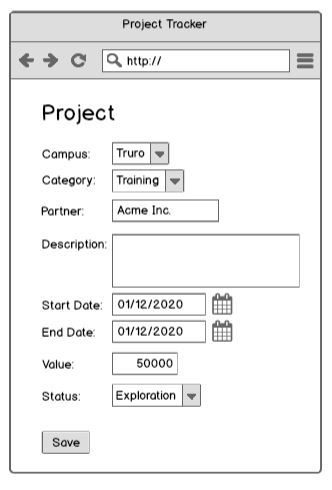 Project Tracker
http://
Project
Campus: Truro
Category: Training
Partner: Acme Inc.
Description:
Start Date: 01/12/2020
End Date: 01/12/2020
Value: 50000
Status: Exploration
Save